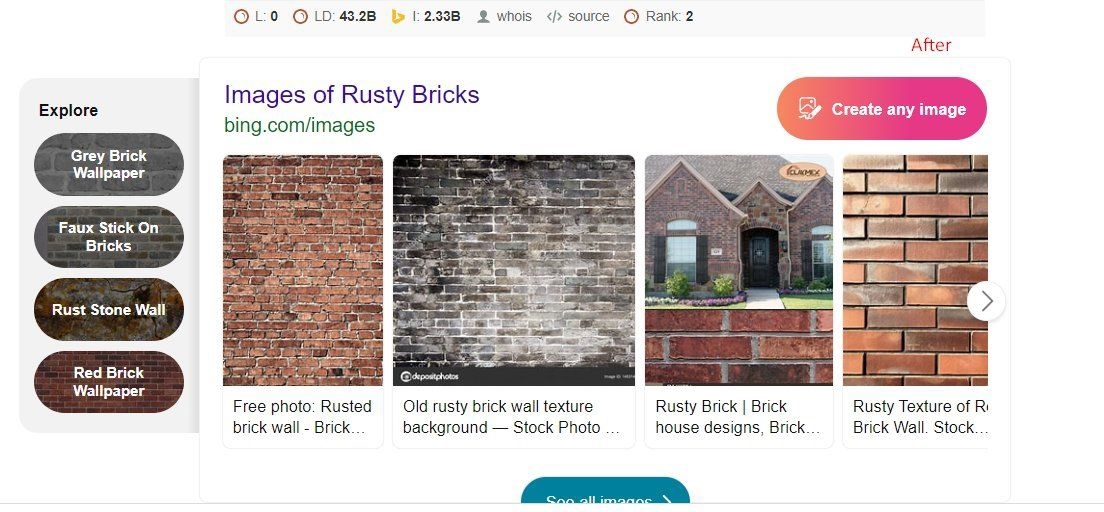 L: 0 LD: 43.2B I: 2.33B whois source Rank: 2
After
Explore
Grey Brick
Wallpaper
Faux Stick On
Bricks
Rust Stone Wall
Red Brick
Wallpaper
Images of Rusty Bricks
bing.com/images
Create any image
depositphotos
Free photo: Rusted
brick wall - Brick…
Old rusty brick wall texture
background — Stock Photo …
Rusty Brick | Brick
house designs, Brick…
Rusty Texture of
Brick Wall. Stock…
See all images